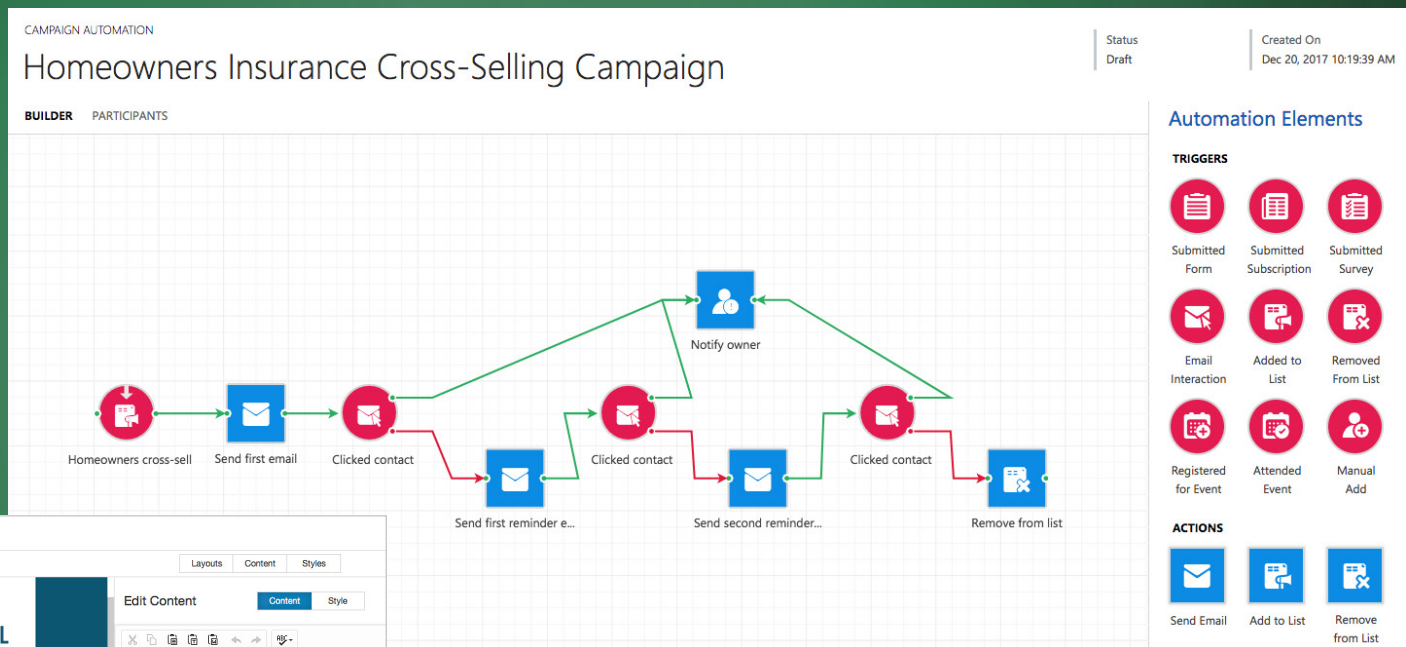 CAMPAIGN AUTOMATION
Homeowners Insurance Cross-Selling Campaign
Status
Draft
Created On
Dec 20, 2017 10:19:39 AM
BUILDER PARTICIPANTS
Automation Elements
TRIGGERS
Submitted Form
Submitted Subscription
Submitted Survey
Email Interaction
Added to List
Removed From List
Registered for Event
Attended Event
Manual Add
ACTIONS
Send Email
Add to List
Remove from List
Notify owner
Homeowners cross-sell
Send first email
Clicked contact
Clicked contact
Clicked contact
Send first reminder e...
Send second reminder...
Remove from list
Layouts Content Styles
Edit Content
Content Style
L
ABC